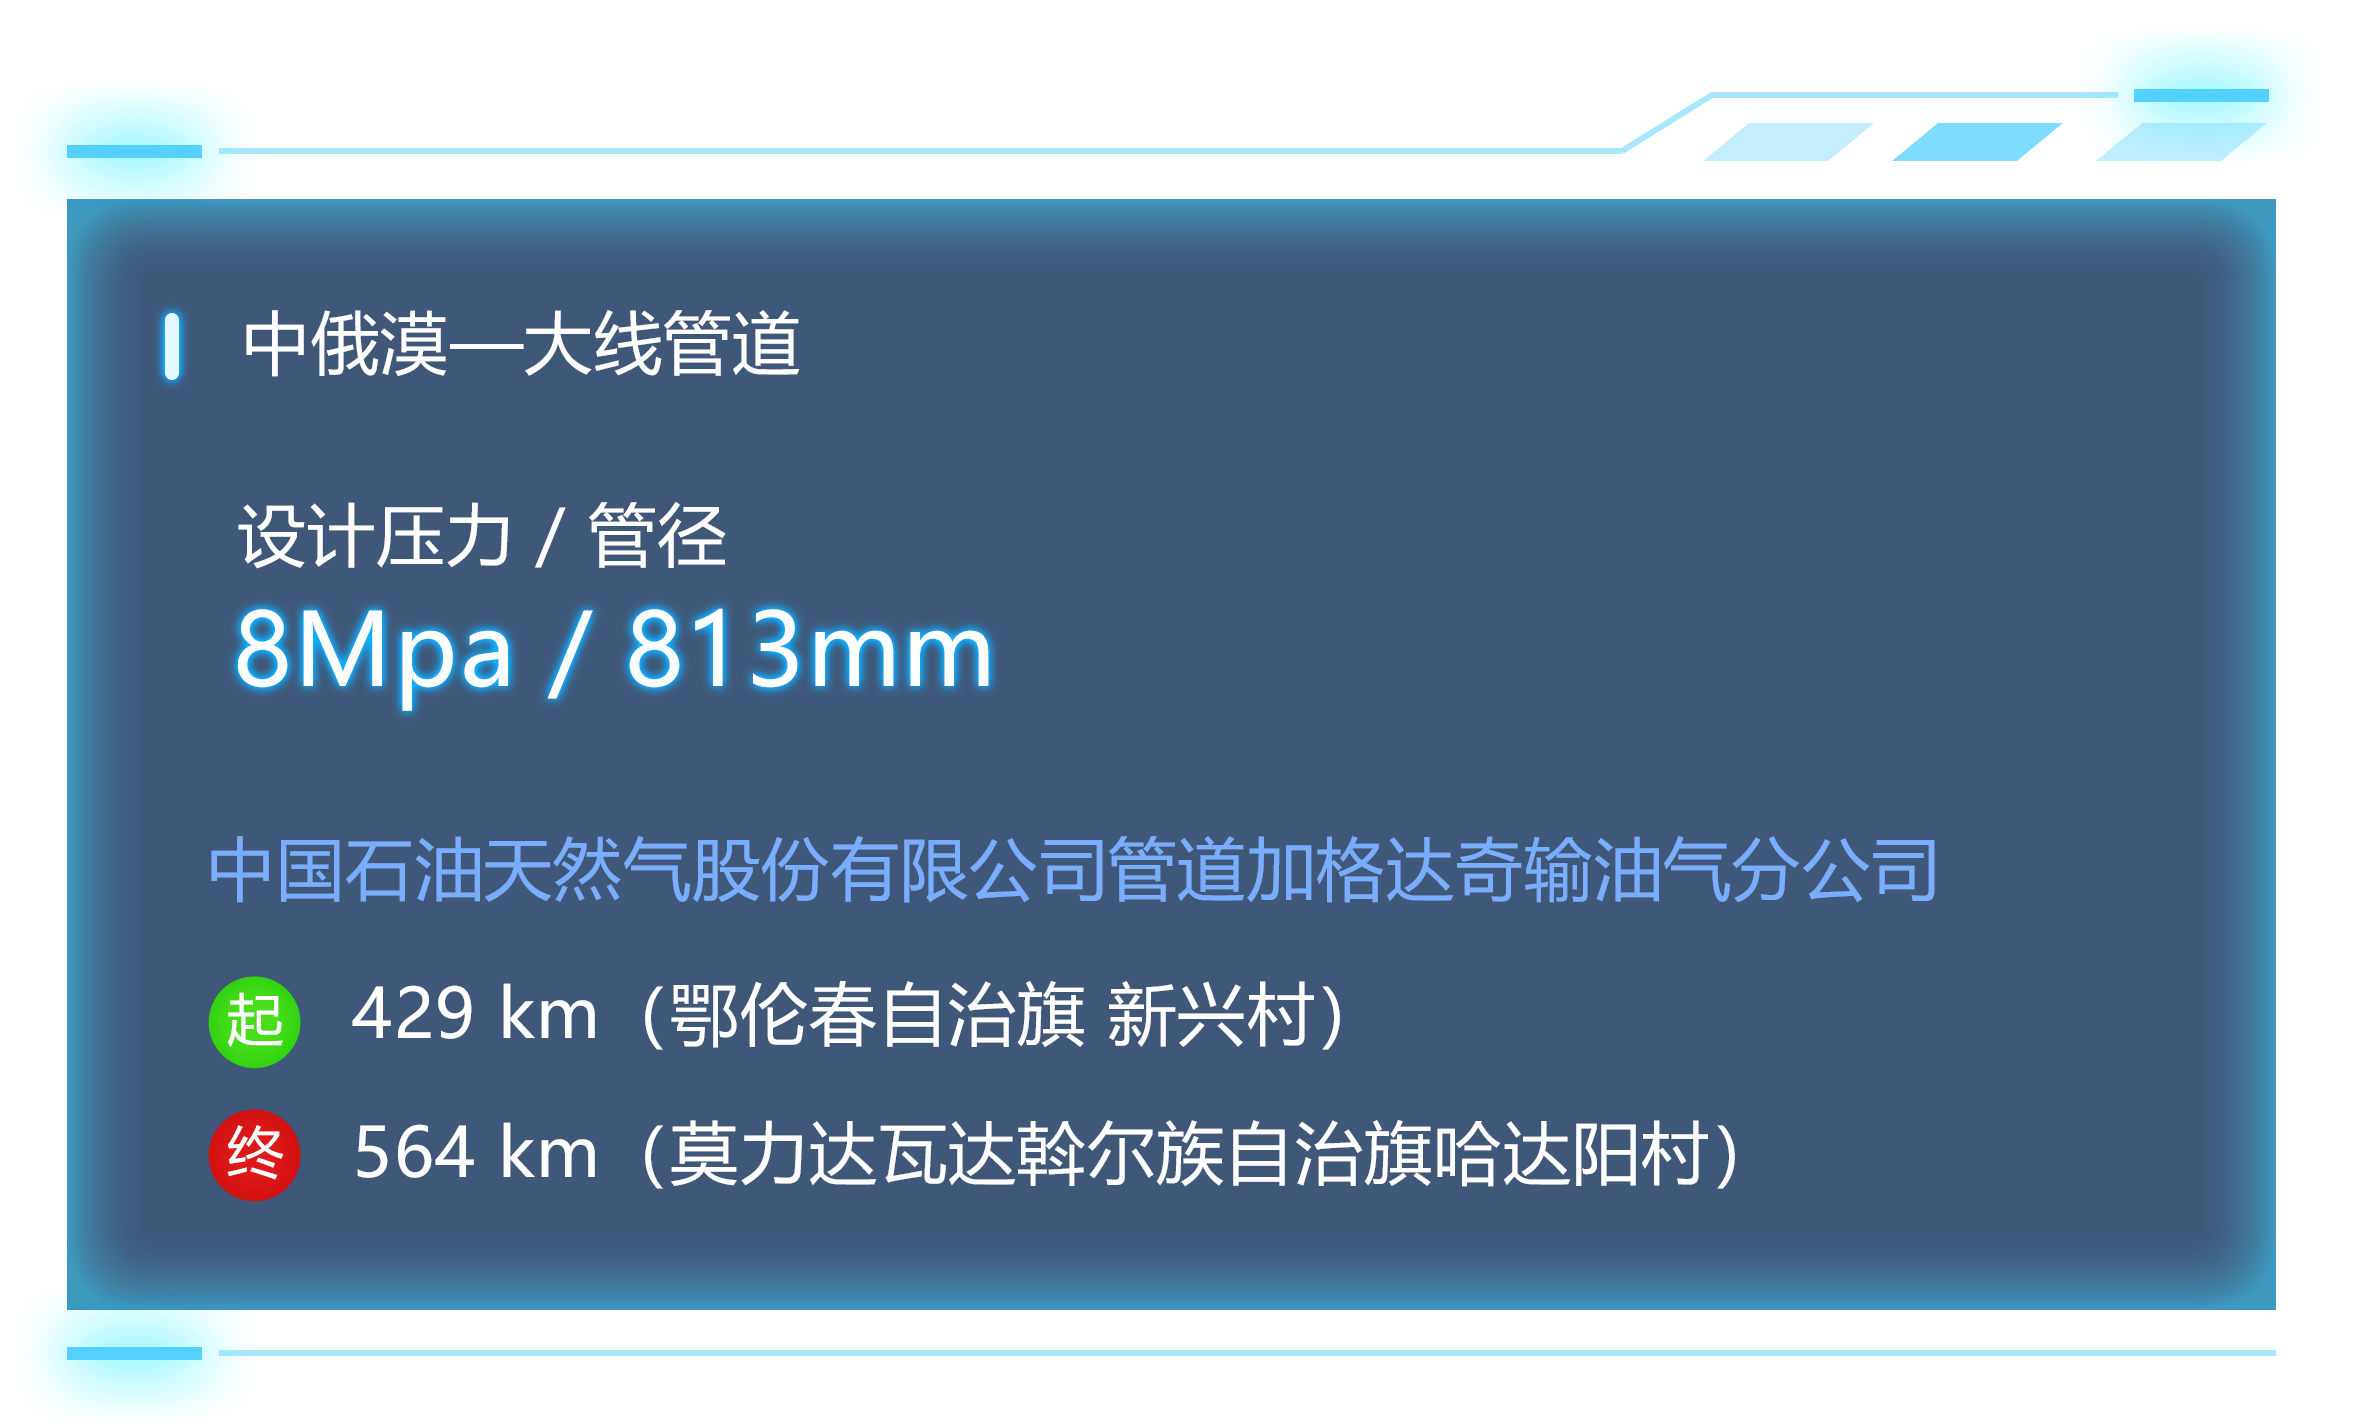 中俄漠—大线管道
设计压力 / 管径
8Mpa / 813mm
中国石油天然气股份有限公司管道加格达奇输油气分公司
起 429 km（鄂伦春自治旗 新兴村）
终 564 km（莫力达瓦达斡尔族自治旗哈达阳村）